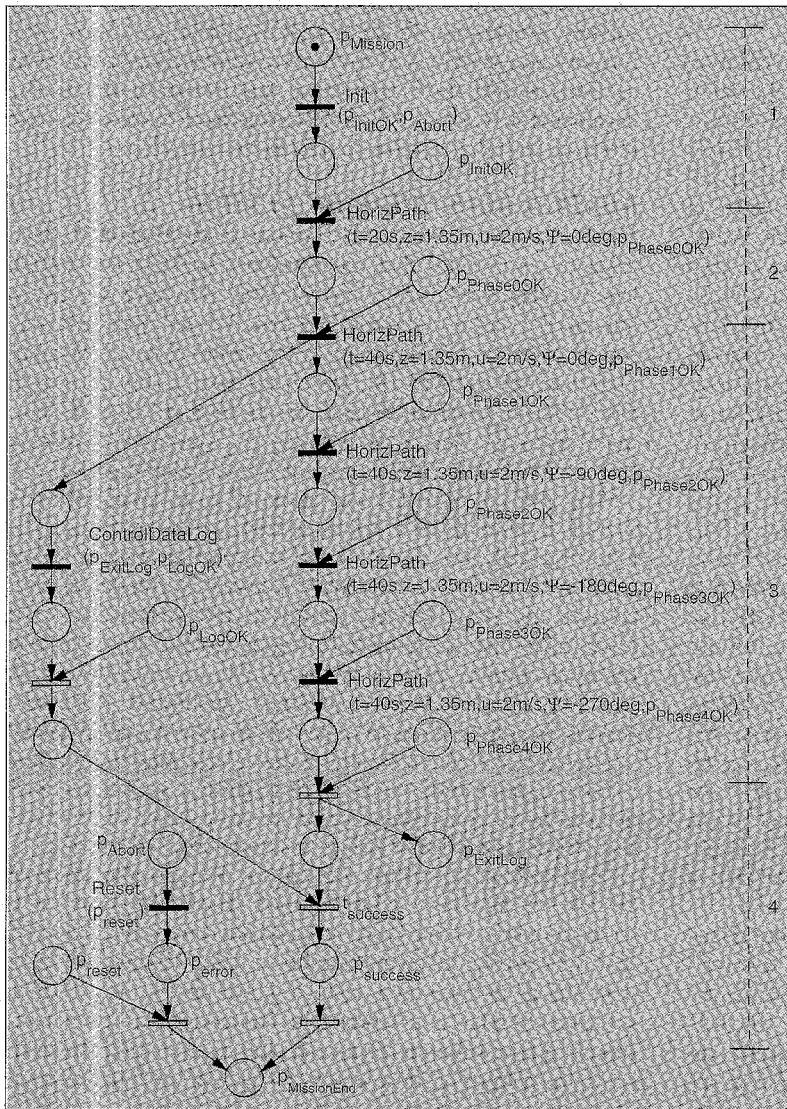 p_Mission
Init
(p_InitOK,p_Abort)
1
p_InitOK
HorizPath
(t=20s,z=1.35m,u=2m/s,Ψ=0deg,p_Phase0OK)
2
p_Phase0OK
HorizPath
(t=40s,z=1.35m,u=2m/s,Ψ=0deg,p_Phase1OK)
p_Phase1OK
HorizPath
(t=40s,z=1.35m,u=2m/s,Ψ=-90deg,p_Phase2OK)
p_Phase2OK
ControlDataLog
(p_ExitLog,p_LogOK)
HorizPath
(t=40s,z=1.35m,u=2m/s,Ψ=-180deg,p_Phase3OK)
3
p_LogOK
p_Phase3OK
HorizPath
(t=40s,z=1.35m,u=2m/s,Ψ=-270deg,p_Phase4OK)
p_Phase4OK
p_Abort
p_ExitLog
Reset
(p_reset)
t_success
4
p_reset
p_error
p_success
p_MissionEnd